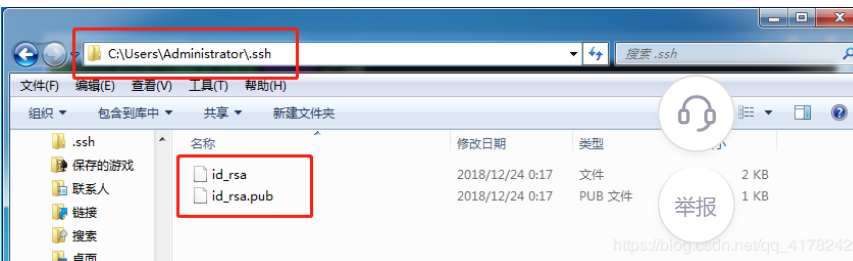 C:\Users\Administrator\.ssh
搜索 .ssh
文件(F) 编辑(E) 查看(V) 工具(T) 帮助(H)
组织 包含到库中 共享 新建文件夹
.ssh 名称 修改日期 类型
保存的游戏 id_rsa 2018/12/24 0:17 文件 2 KB
联系人 id_rsa.pub 2018/12/24 0:17 PUB 文件 1 KB
链接 举报
搜索
桌面
https://blog.csdn.net/qq_4178242